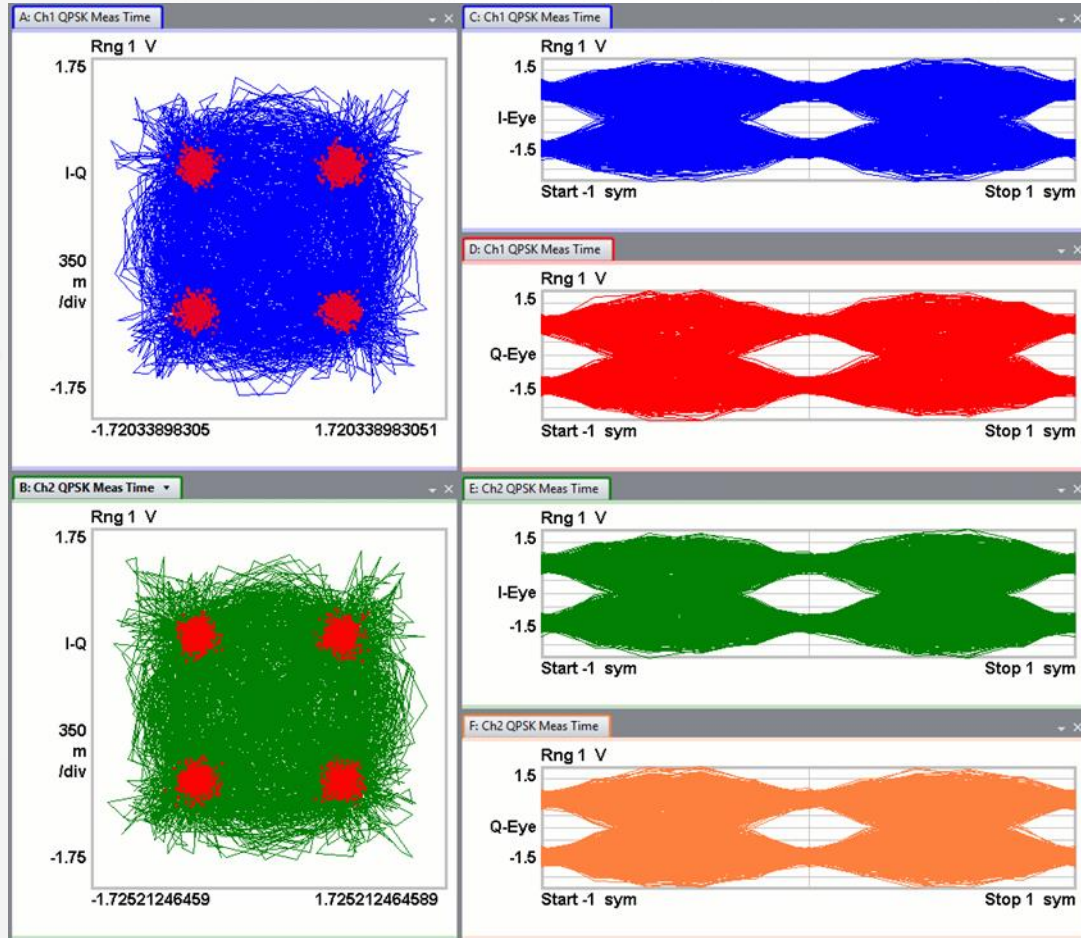 A: Ch1 QPSK Meas Time
Rng 1 V
1.75
I-Q
350
m
/div
-1.75
-1.72033898305 1.720338983051
B: Ch2 QPSK Meas Time
Rng 1 V
1.75
I-Q
350
m
/div
-1.75
-1.72521246459 1.725212464589
C: Ch1 QPSK Meas Time
Rng 1 V
1.5
I-Eye
-1.5
Start -1 sym Stop 1 sym
D: Ch1 QPSK Meas Time
Rng 1 V
1.5
Q-Eye
-1.5
Start -1 sym Stop 1 sym
E: Ch2 QPSK Meas Time
Rng 1 V
1.5
I-Eye
-1.5
Start -1 sym Stop 1 sym
F: Ch2 QPSK Meas Time
Rng 1 V
1.5
Q-Eye
-1.5
Start -1 sym Stop 1 sym